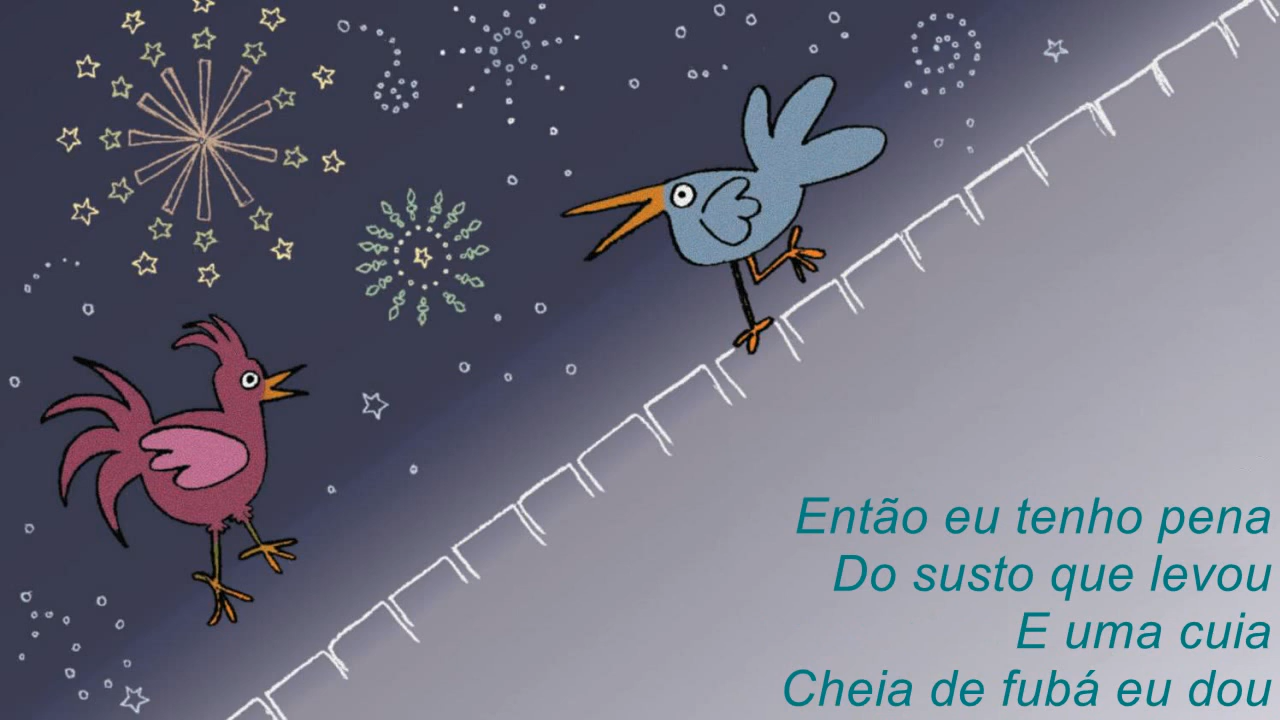 Então eu tenho pena
Do susto que levou
E uma cuia
Cheia de fubá eu dou